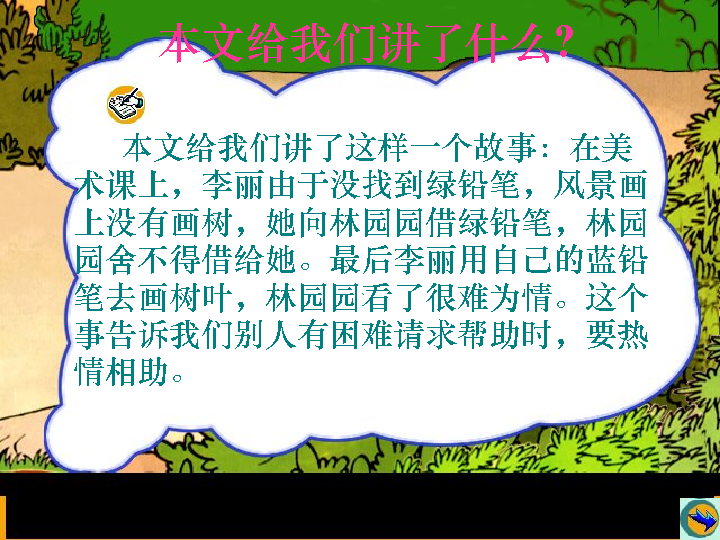 本文给我们讲了什么?
本文给我们讲了这样一个故事：在美
术课上，李丽由于没找到绿铅笔，风景画
上没有画树，她向林园园借绿铅笔，林园
园舍不得借给她。最后李丽用自己的蓝铅
笔去画树叶，林园园看了很难为情。这个
事告诉我们别人有困难请求帮助时，要热
情相助。